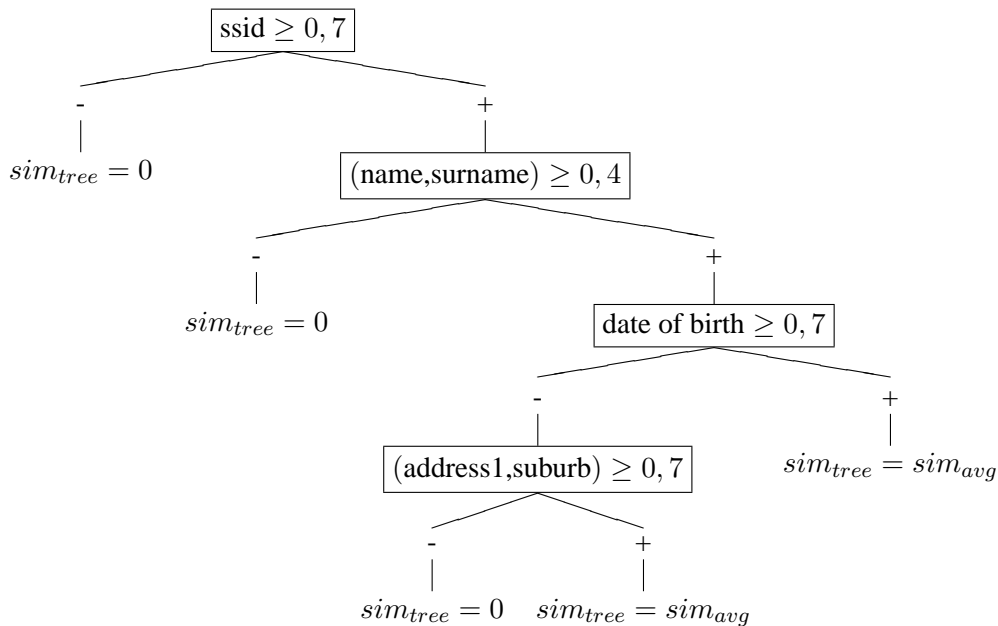 ssid ≥ 0, 7
- +
sim_tree = 0
(name,surname) ≥ 0, 4
- +
sim_tree = 0
date of birth ≥ 0, 7
- +
(address1,suburb) ≥ 0, 7
sim_tree = sim_avg
- +
sim_tree = 0 sim_tree = sim_avg